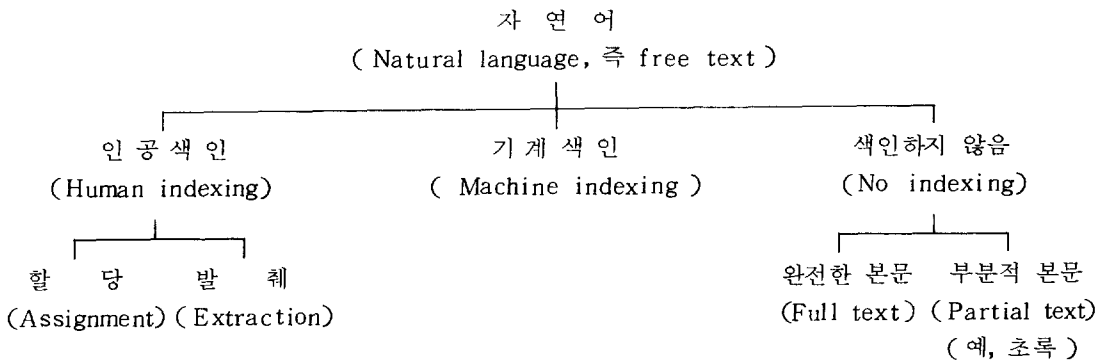 자 연 어
( Natural language, 즉 free text )
인 공 색 인 기 계 색 인 색인하지 않음
(Human indexing) ( Machine indexing ) (No indexing)
할 당 발 췌 완전한 본문 부분적 본문
(Assignment) ( Extraction) (Full text ) ( Partial text)
( 예, 초록 )